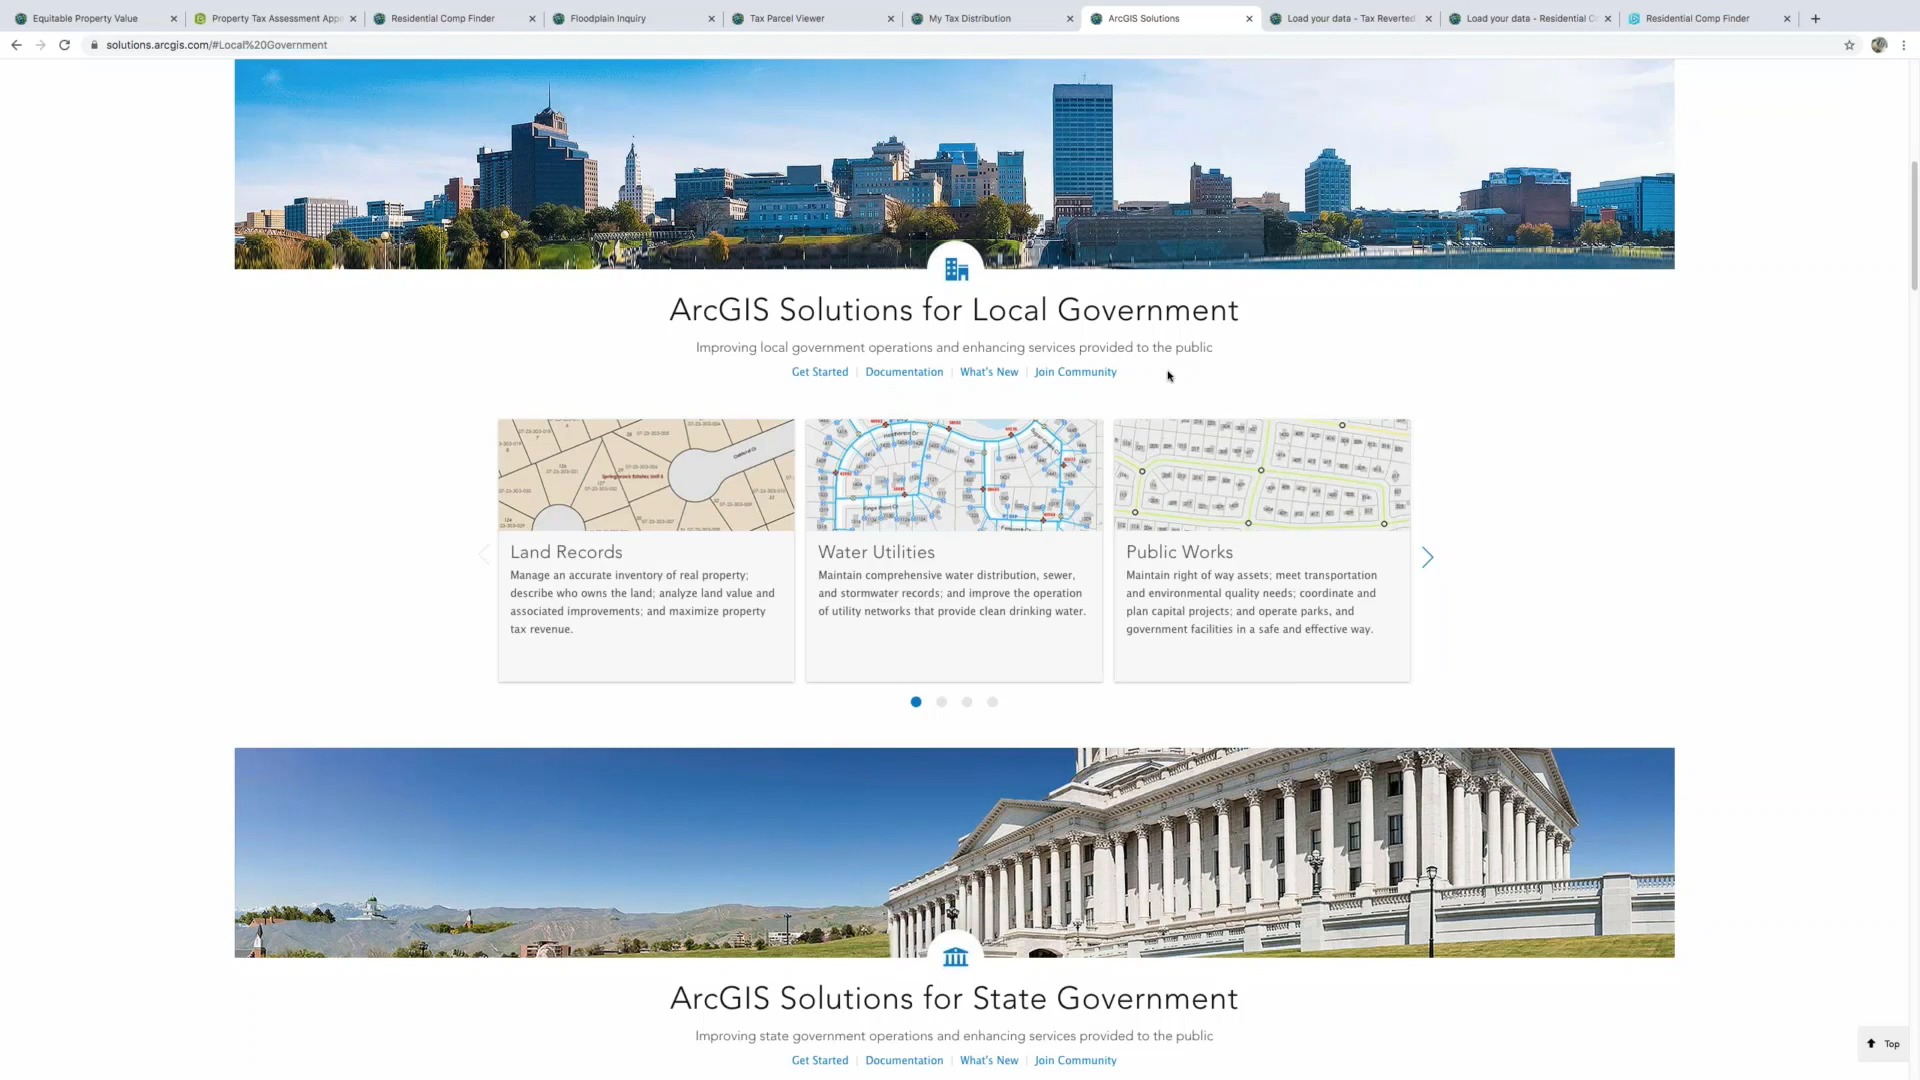 Equitable Property Value
Property Tax Assessment Appe
Residential Comp Finder
Floodplain Inquiry
Tax Parcel Viewer
My Tax Distribution
ArcGIS Solutions
Load your data - Tax Reverted
Load your data - Residential C
Residential Comp Finder
solutions.arcgis.com/#Local%20Government
ArcGIS Solutions for Local Government
Improving local government operations and enhancing services provided to the public
Get Started | Documentation | What's New | Join Community
Land Records
Manage an accurate inventory of real property;
describe who owns the land; analyze land value and
associated improvements; and maximize property
tax revenue.
Water Utilities
Maintain comprehensive water distribution, sewer,
and stormwater records; and improve the operation
of utility networks that provide clean drinking water.
Public Works
Maintain right of way assets; meet transportation
and environmental quality needs; coordinate and
plan capital projects; and operate parks, and
government facilities in a safe and effective way.
ArcGIS Solutions for State Government
Improving state government operations and enhancing services provided to the public
Get Started | Documentation | What's New | Join Community
Top